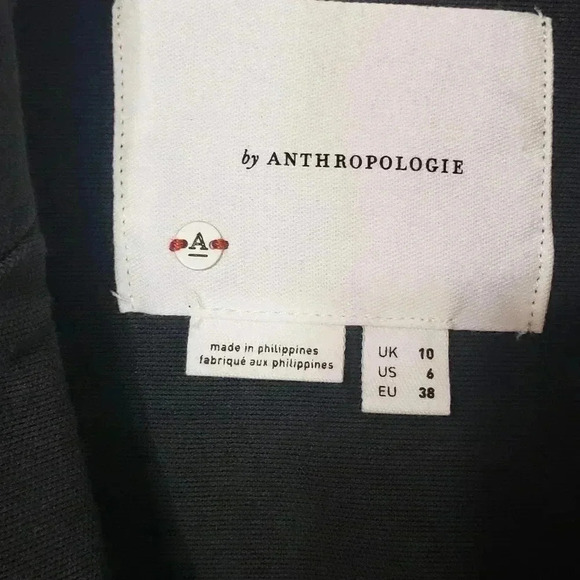 by ANTHROPOLOGIE
A
made in philippines
fabriqué aux philippines
UK 10
US 6
EU 38